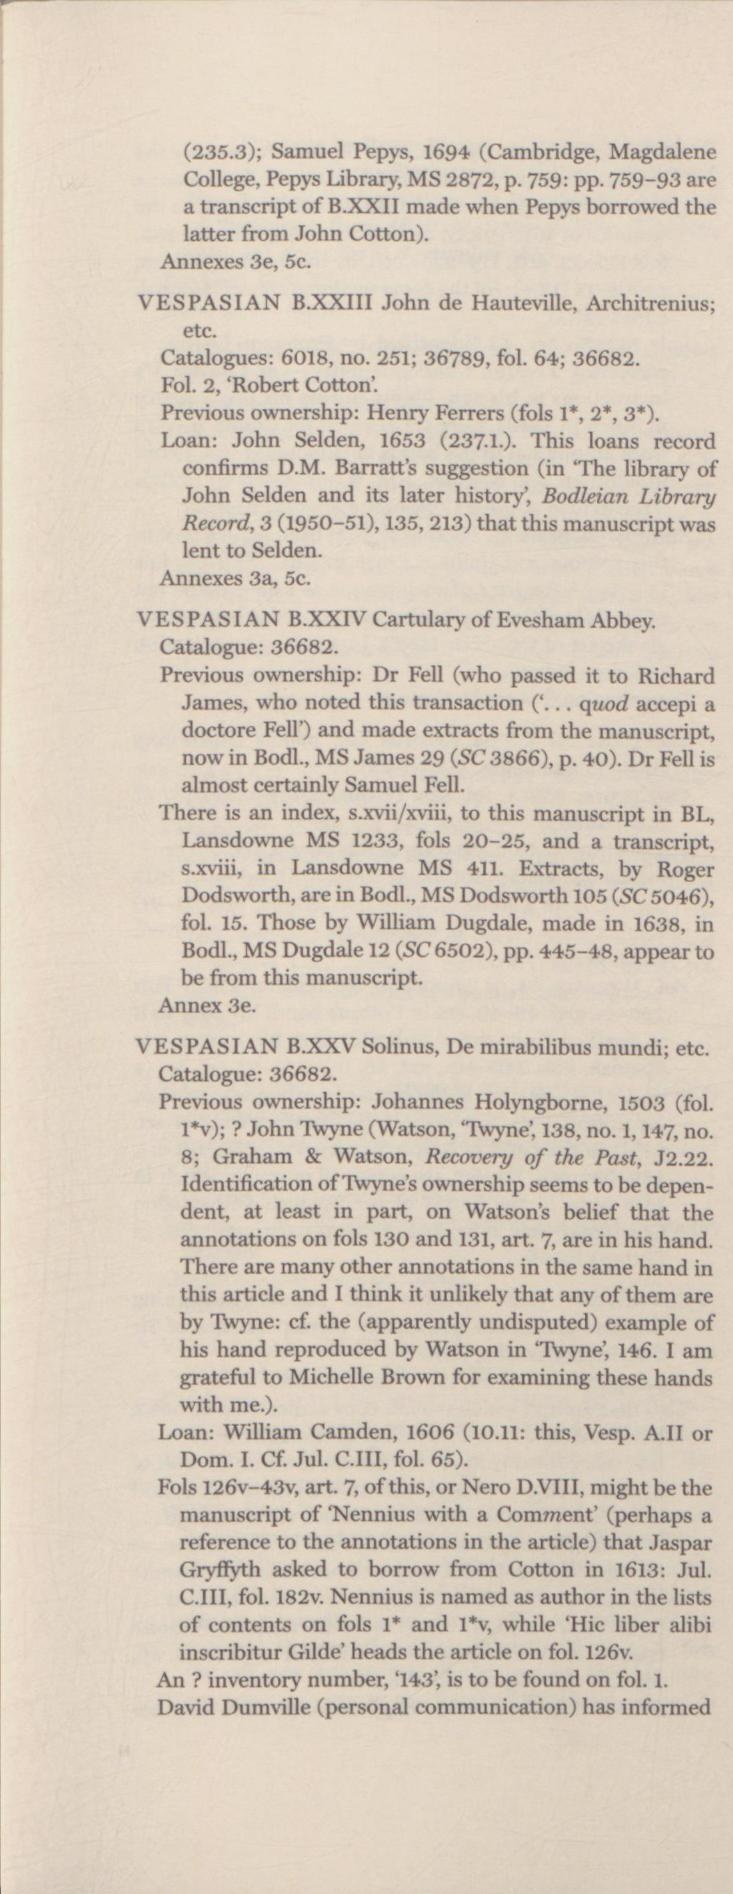 (235.3); Samuel Pepys, 1694 (Cambridge, Magdalene
College, Pepys Library, MS 2872, p. 759: pp. 759–93 are
a transcript of B.XXII made when Pepys borrowed the
latter from John Cotton).
Annexes 3e, 5c.
VESPASIAN B.XXIII John de Hauteville, Architrenius;
etc.
Catalogues: 6018, no. 251; 36789, fol. 64; 36682.
Fol. 2, ‘Robert Cotton’.
Previous ownership: Henry Ferrers (fols 1*, 2*, 3*).
Loan: John Selden, 1653 (237.1.). This loans record
confirms D.M. Barratt’s suggestion (in ‘The library of
John Selden and its later history’, Bodleian Library
Record, 3 (1950–51), 135, 213) that this manuscript was
lent to Selden.
Annexes 3a, 5c.
VESPASIAN B.XXIV Cartulary of Evesham Abbey.
Catalogue: 36682.
Previous ownership: Dr Fell (who passed it to Richard
James, who noted this transaction (‘... quod accepi a
doctore Fell’) and made extracts from the manuscript,
now in Bodl., MS James 29 (SC 3866), p. 40). Dr Fell is
almost certainly Samuel Fell.
There is an index, s.xvii/xviii, to this manuscript in BL,
Lansdowne MS 1233, fols 20–25, and a transcript,
s.xviii, in Lansdowne MS 411. Extracts, by Roger
Dodsworth, are in Bodl., MS Dodsworth 105 (SC 5046),
fol. 15. Those by William Dugdale, made in 1638, in
Bodl., MS Dugdale 12 (SC 6502), pp. 445–48, appear to
be from this manuscript.
Annex 3e.
VESPASIAN B.XXV Solinus, De mirabilibus mundi; etc.
Catalogue: 36682.
Previous ownership: Johannes Holyngborne, 1503 (fol.
1*v); ? John Twyne (Watson, ‘Twyne’, 138, no. 1, 147, no.
8; Graham & Watson, Recovery of the Past, J2.22.
Identification of Twyne’s ownership seems to be depen-
dent, at least in part, on Watson’s belief that the
annotations on fols 130 and 131, art. 7, are in his hand.
There are many other annotations in the same hand in
this article and I think it unlikely that any of them are
by Twyne: cf. the (apparently undisputed) example of
his hand reproduced by Watson in ‘Twyne’, 146. I am
grateful to Michelle Brown for examining these hands
with me.).
Loan: William Camden, 1606 (10.11: this, Vesp. A.II or
Dom. I. Cf. Jul. C.III, fol. 65).
Fols 126v–43v, art. 7, of this, or Nero D.VIII, might be the
manuscript of ‘Nennius with a Comment’ (perhaps a
reference to the annotations in the article) that Jaspar
Gryffyth asked to borrow from Cotton in 1613: Jul.
C.III, fol. 182v. Nennius is named as author in the lists
of contents on fols 1* and 1*v, while ‘Hic liber alibi
inscribitur Gilde’ heads the article on fol. 126v.
An ? inventory number, ‘143’, is to be found on fol. 1.
David Dumville (personal communication) has informed